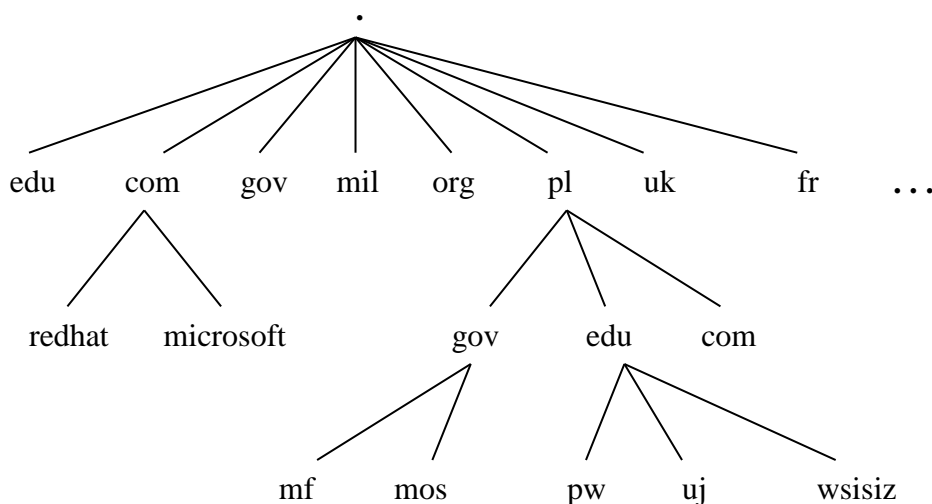 .
edu com gov mil org pl uk fr ...
redhat microsoft gov edu com
mf mos pw uj wsisiz